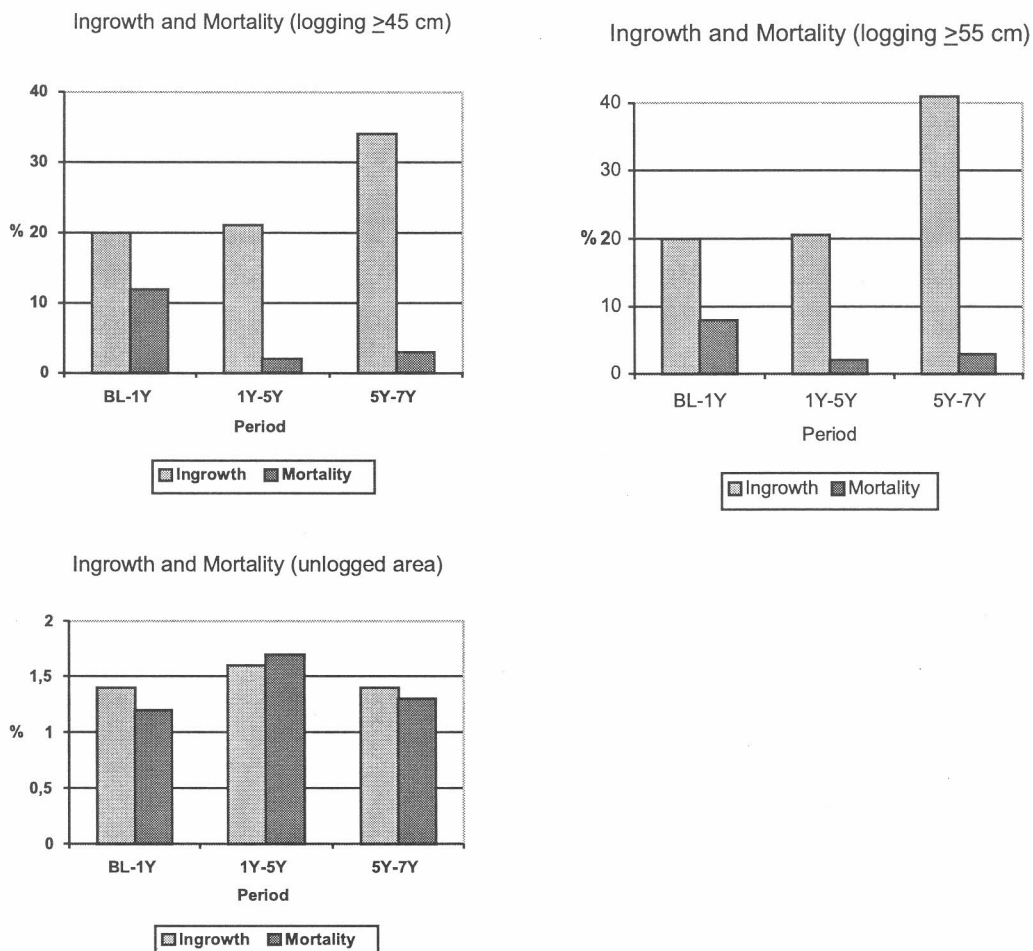 Ingrowth and Mortality (logging ≥45 cm)
40
30
% 20
10
0
BL-1Y 1Y-5Y 5Y-7Y
Period
Ingrowth Mortality
Ingrowth and Mortality (logging ≥55 cm)
40
30
% 20
10
0
BL-1Y 1Y-5Y 5Y-7Y
Period
Ingrowth Mortality
Ingrowth and Mortality (unlogged area)
2
1,5
%
1
0,5
0
BL-1Y 1Y-5Y 5Y-7Y
Period
Ingrowth Mortality